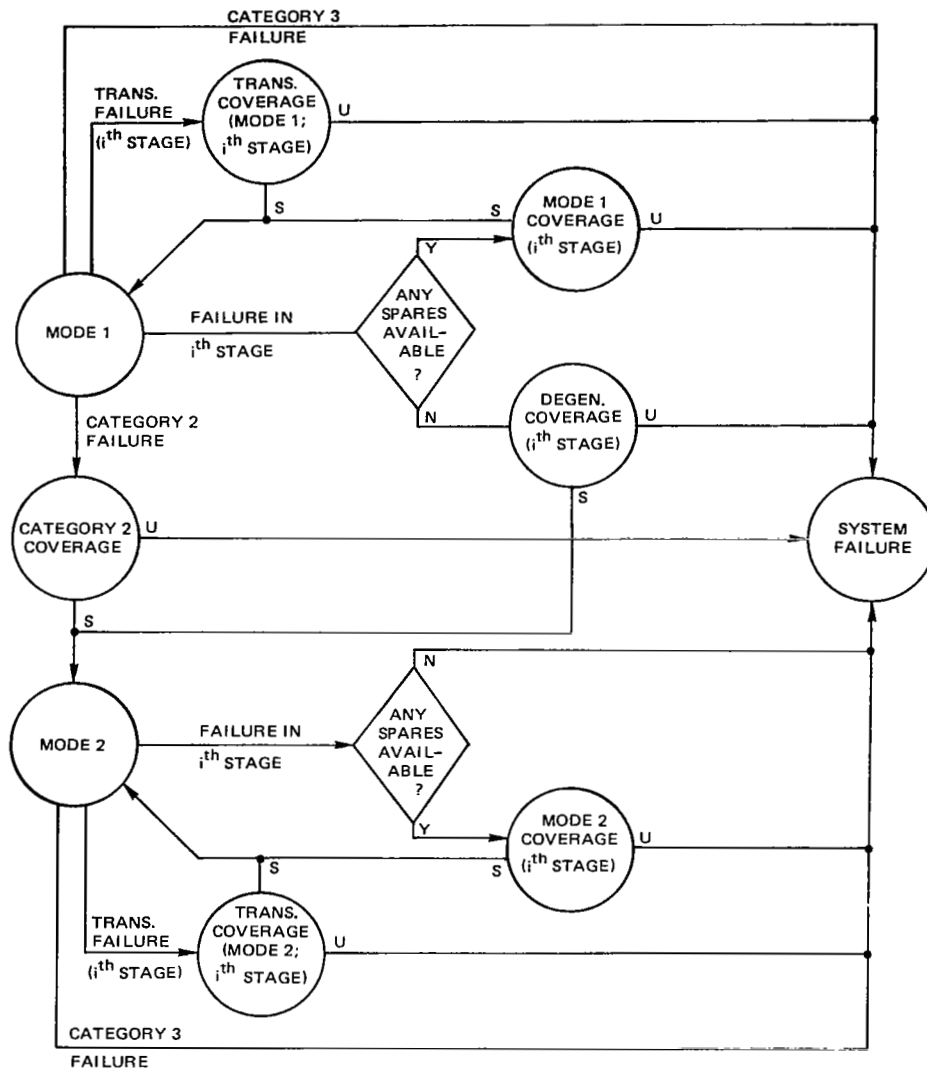 CATEGORY 3
FAILURE
TRANS.
FAILURE
(ith STAGE)
TRANS.
COVERAGE
(MODE 1;
ith STAGE)
U
S
S
MODE 1
COVERAGE
(ith STAGE)
U
Y
MODE 1
FAILURE IN
ith STAGE
ANY
SPARES
AVAIL-
ABLE
?
N
DEGEN.
COVERAGE
(ith STAGE)
U
S
CATEGORY 2
FAILURE
CATEGORY 2
COVERAGE
U
S
SYSTEM
FAILURE
MODE 2
FAILURE IN
ith STAGE
N
ANY
SPARES
AVAIL-
ABLE
?
Y
MODE 2
COVERAGE
(ith STAGE)
U
S
S
TRANS.
FAILURE
(ith STAGE)
TRANS.
COVERAGE
(MODE 2;
ith STAGE)
U
CATEGORY 3
FAILURE